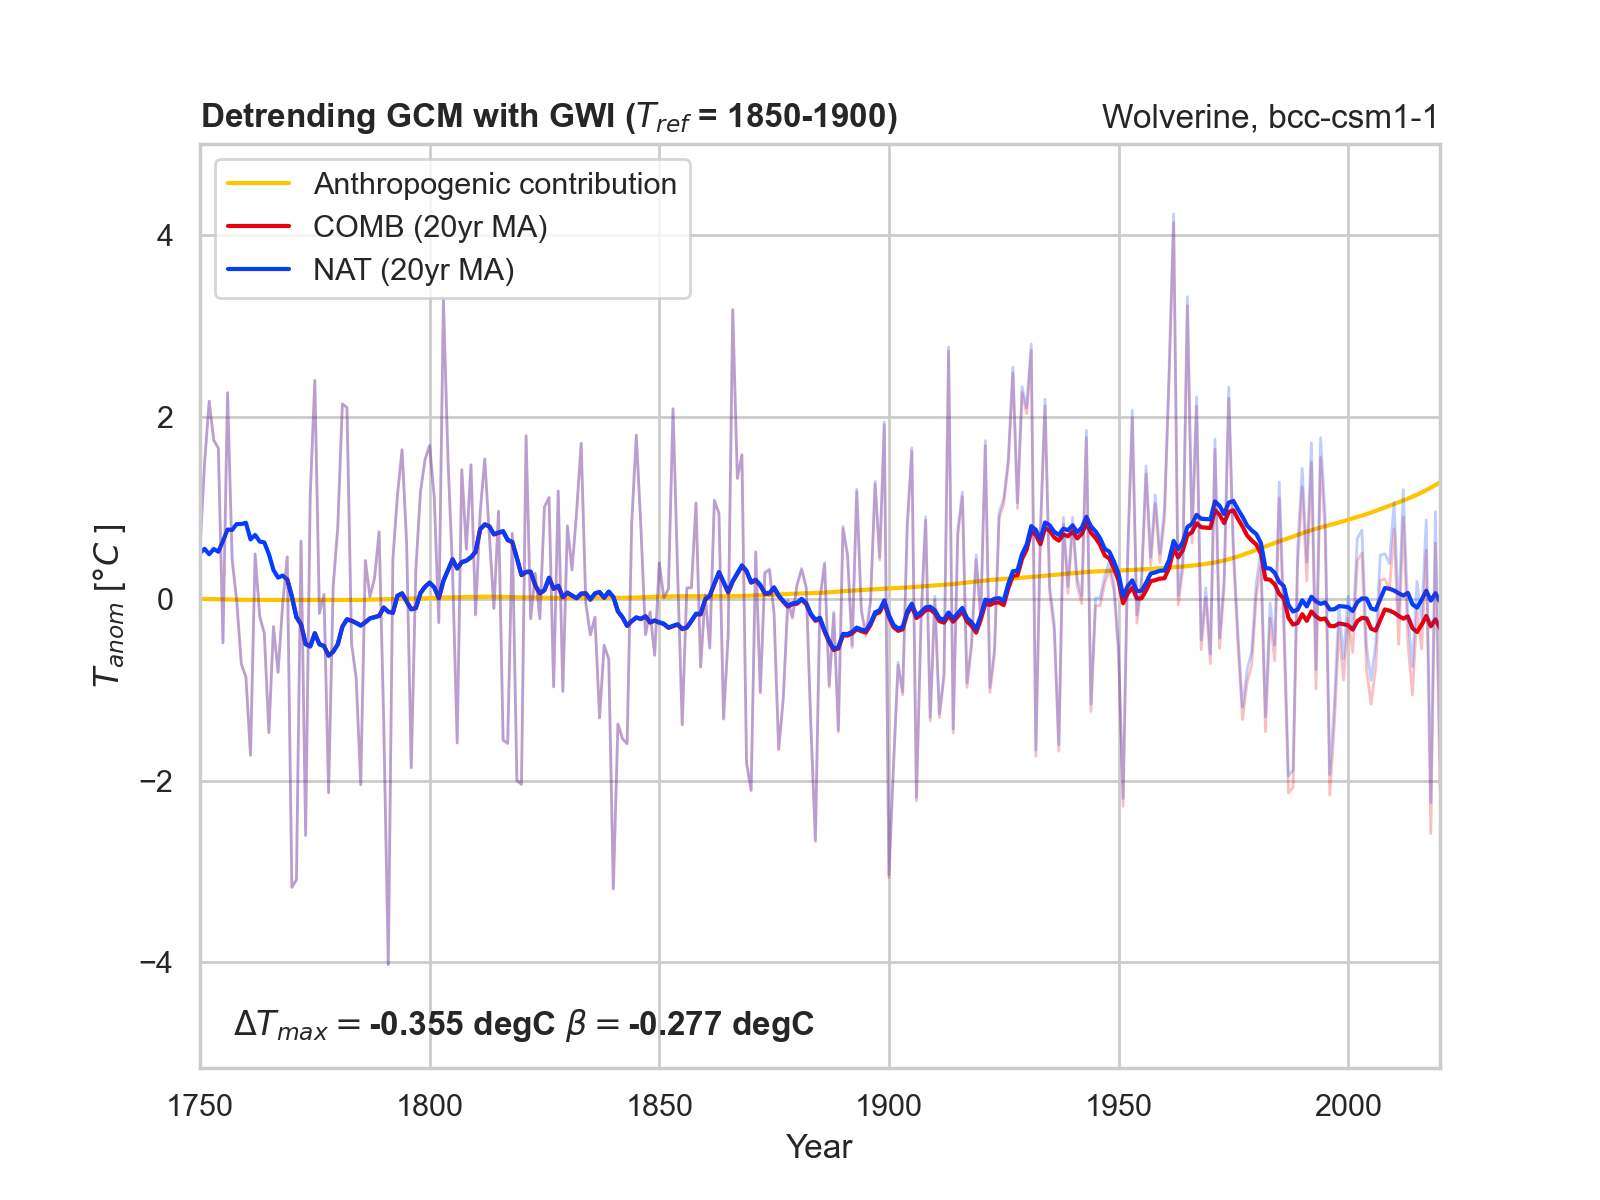 Detrending GCM with GWI (T_ref = 1850-1900)
Wolverine, bcc-csm1-1
Anthropogenic contribution
COMB (20yr MA)
NAT (20yr MA)
4
2
0
−2
−4
T_anom [°C ]
ΔT_max = -0.355 degC β = -0.277 degC
1750 1800 1850 1900 1950 2000
Year